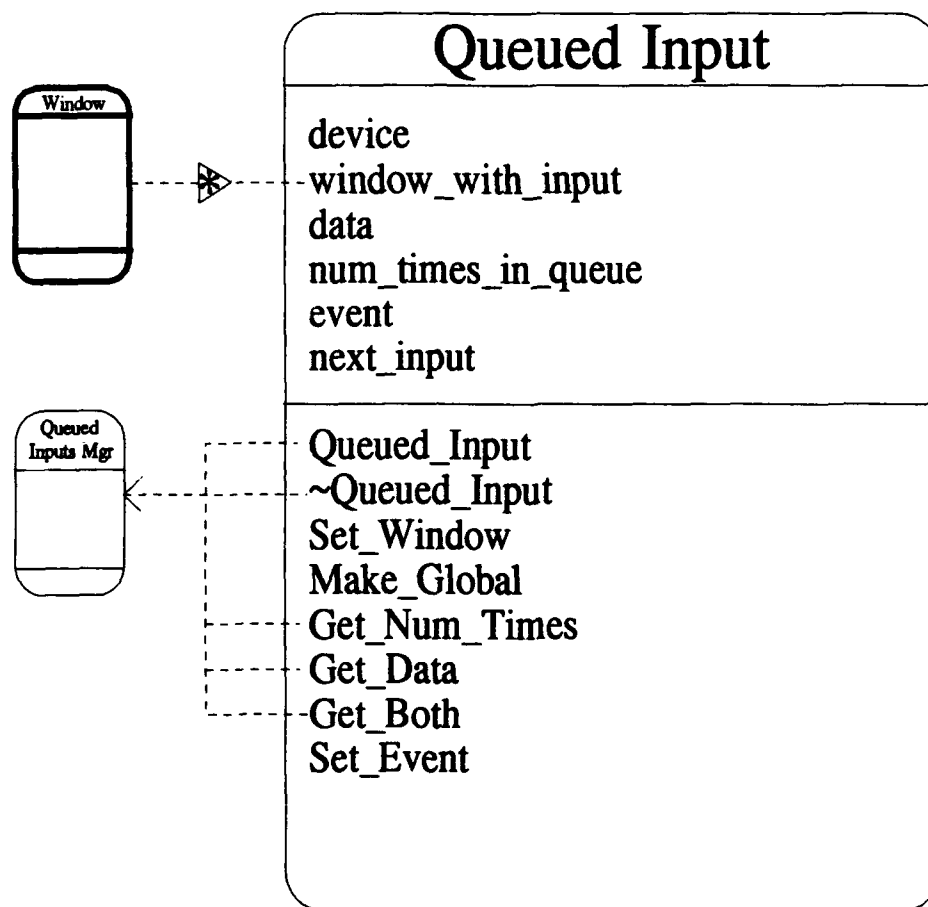 Queued Input
Window
device
window_with_input
data
num_times_in_queue
event
next_input
Queued
Inputs Mgr
Queued_Input
~Queued_Input
Set_Window
Make_Global
Get_Num_Times
Get_Data
Get_Both
Set_Event